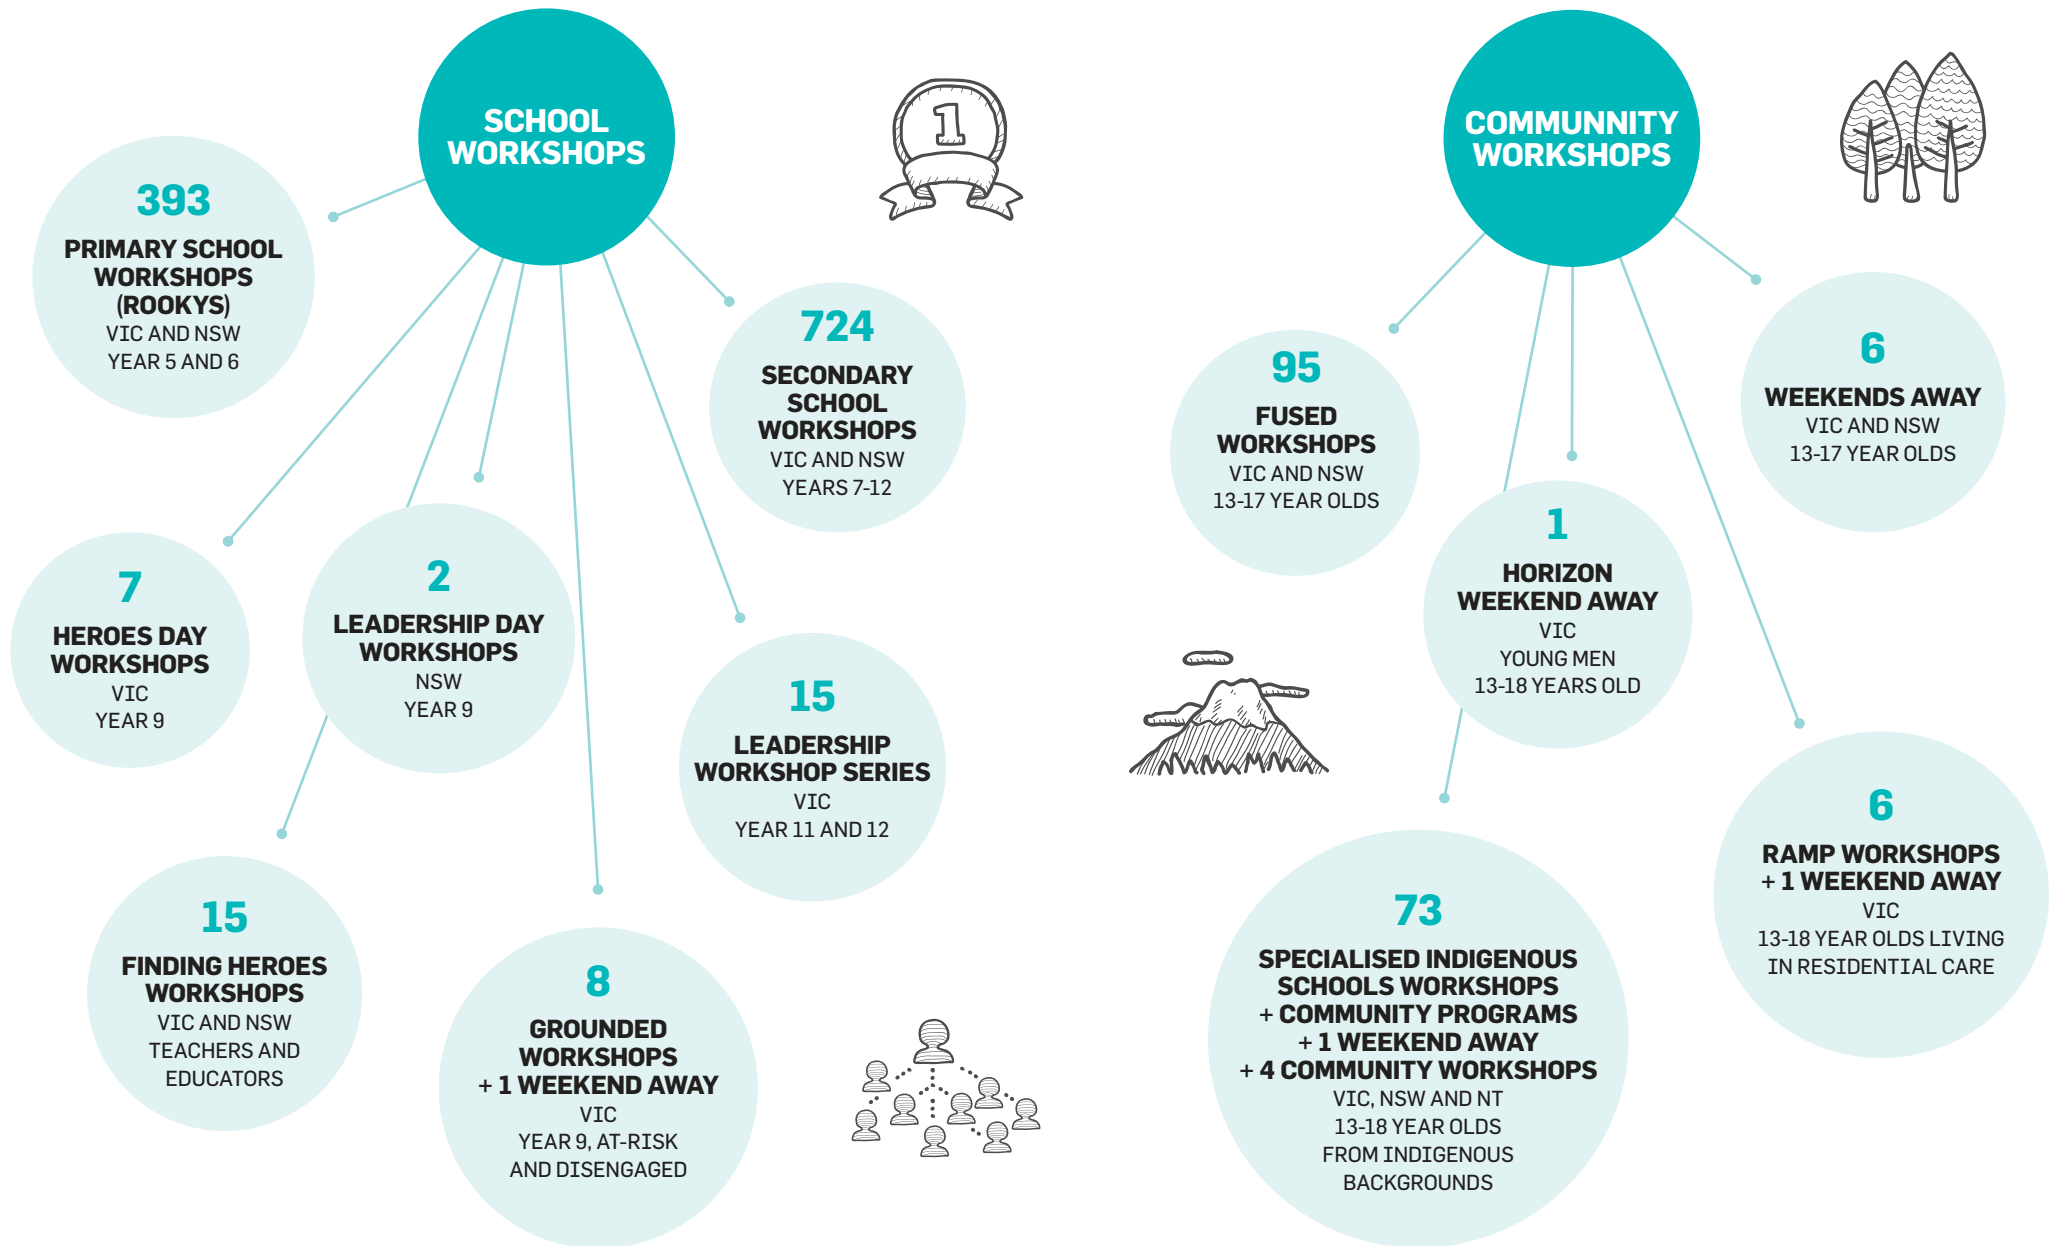 SCHOOL
WORKSHOPS
1
393
PRIMARY SCHOOL
WORKSHOPS
(ROOKYS)
VIC AND NSW
YEAR 5 AND 6
724
SECONDARY
SCHOOL
WORKSHOPS
VIC AND NSW
YEARS 7-12
7
HEROES DAY
WORKSHOPS
VIC
YEAR 9
2
LEADERSHIP DAY
WORKSHOPS
NSW
YEAR 9
15
LEADERSHIP
WORKSHOP SERIES
VIC
YEAR 11 AND 12
15
FINDING HEROES
WORKSHOPS
VIC AND NSW
TEACHERS AND
EDUCATORS
8
GROUNDED
WORKSHOPS
+ 1 WEEKEND AWAY
VIC
YEAR 9, AT-RISK
AND DISENGAGED
COMMUNNITY
WORKSHOPS
95
FUSED
WORKSHOPS
VIC AND NSW
13-17 YEAR OLDS
6
WEEKENDS AWAY
VIC AND NSW
13-17 YEAR OLDS
1
HORIZON
WEEKEND AWAY
VIC
YOUNG MEN
13-18 YEARS OLD
73
SPECIALISED INDIGENOUS
SCHOOLS WORKSHOPS
+ COMMUNITY PROGRAMS
+ 1 WEEKEND AWAY
+ 4 COMMUNITY WORKSHOPS
VIC, NSW AND NT
13-18 YEAR OLDS
FROM INDIGENOUS
BACKGROUNDS
6
RAMP WORKSHOPS
+ 1 WEEKEND AWAY
VIC
13-18 YEAR OLDS LIVING
IN RESIDENTIAL CARE